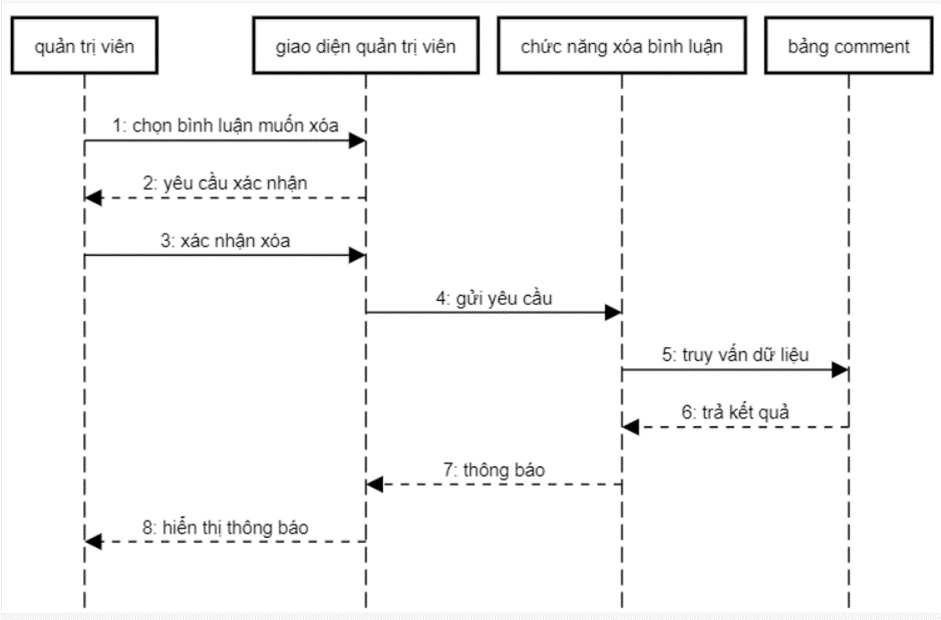 quản trị viên
giao diện quản trị viên
chức năng xóa bình luận
bảng comment
1: chọn bình luận muốn xóa
2: yêu cầu xác nhận
3: xác nhận xóa
4: gửi yêu cầu
5: truy vấn dữ liệu
6: trả kết quả
7: thông báo
8: hiển thị thông báo